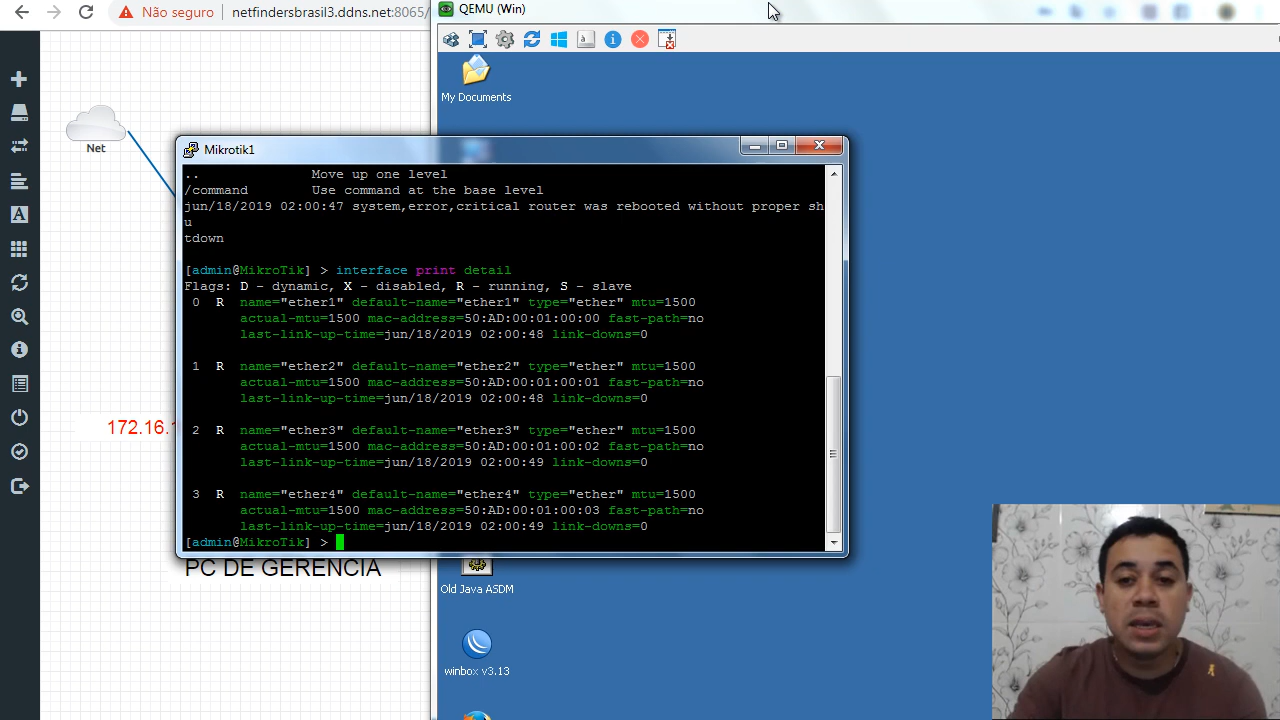 Não seguro
netfindersbrasil3.ddns.net:8065/
QEMU (Win)
My Documents
Net
Mikrotik1
.. Move up one level
/command Use command at the base level
jun/18/2019 02:00:47 system,error,critical router was rebooted without proper sh
u
tdown
[admin@MikroTik] > interface print detail
Flags: D - dynamic, X - disabled, R - running, S - slave
0 R name="ether1" default-name="ether1" type="ether" mtu=1500
actual-mtu=1500 mac-address=50:AD:00:01:00:00 fast-path=no
last-link-up-time=jun/18/2019 02:00:48 link-downs=0
1 R name="ether2" default-name="ether2" type="ether" mtu=1500
actual-mtu=1500 mac-address=50:AD:00:01:00:01 fast-path=no
last-link-up-time=jun/18/2019 02:00:48 link-downs=0
2 R name="ether3" default-name="ether3" type="ether" mtu=1500
actual-mtu=1500 mac-address=50:AD:00:01:00:02 fast-path=no
last-link-up-time=jun/18/2019 02:00:49 link-downs=0
3 R name="ether4" default-name="ether4" type="ether" mtu=1500
actual-mtu=1500 mac-address=50:AD:00:01:00:03 fast-path=no
last-link-up-time=jun/18/2019 02:00:49 link-downs=0
[admin@MikroTik] >
172.16.1
PC DE GERENCIA
Old Java ASDM
winbox v3.13